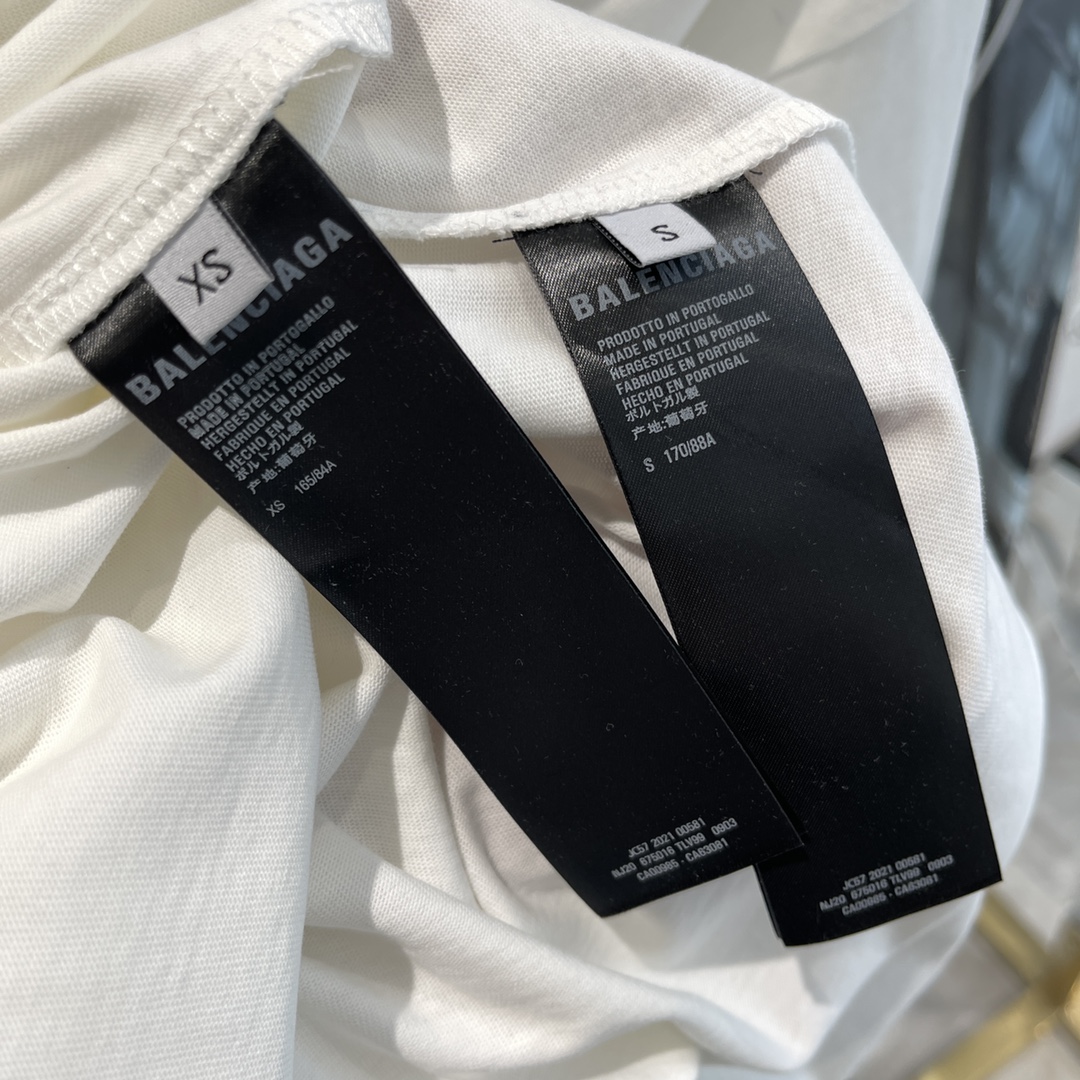 XS
BALENCIAGA
PRODOTTO IN PORTOGALLO
MADE IN PORTUGAL
HERGESTELLT IN PORTUGAL
FABRIQUE EN PORTUGAL
HECHO EN PORTUGAL
ポルトガル製
产地:葡萄牙
XS 165/84A
JC57 2021 00581
NJ20 675016 TLV99 0903
CA00985 - CA63081
S
BALENCIAGA
PRODOTTO IN PORTOGALLO
MADE IN PORTUGAL
HERGESTELLT IN PORTUGAL
FABRIQUE EN PORTUGAL
HECHO EN PORTUGAL
ポルトガル製
产地:葡萄牙
S 170/88A
JC57 2021 00581
NJ20 675016 TLV99 0903
CA00985 - CA63081